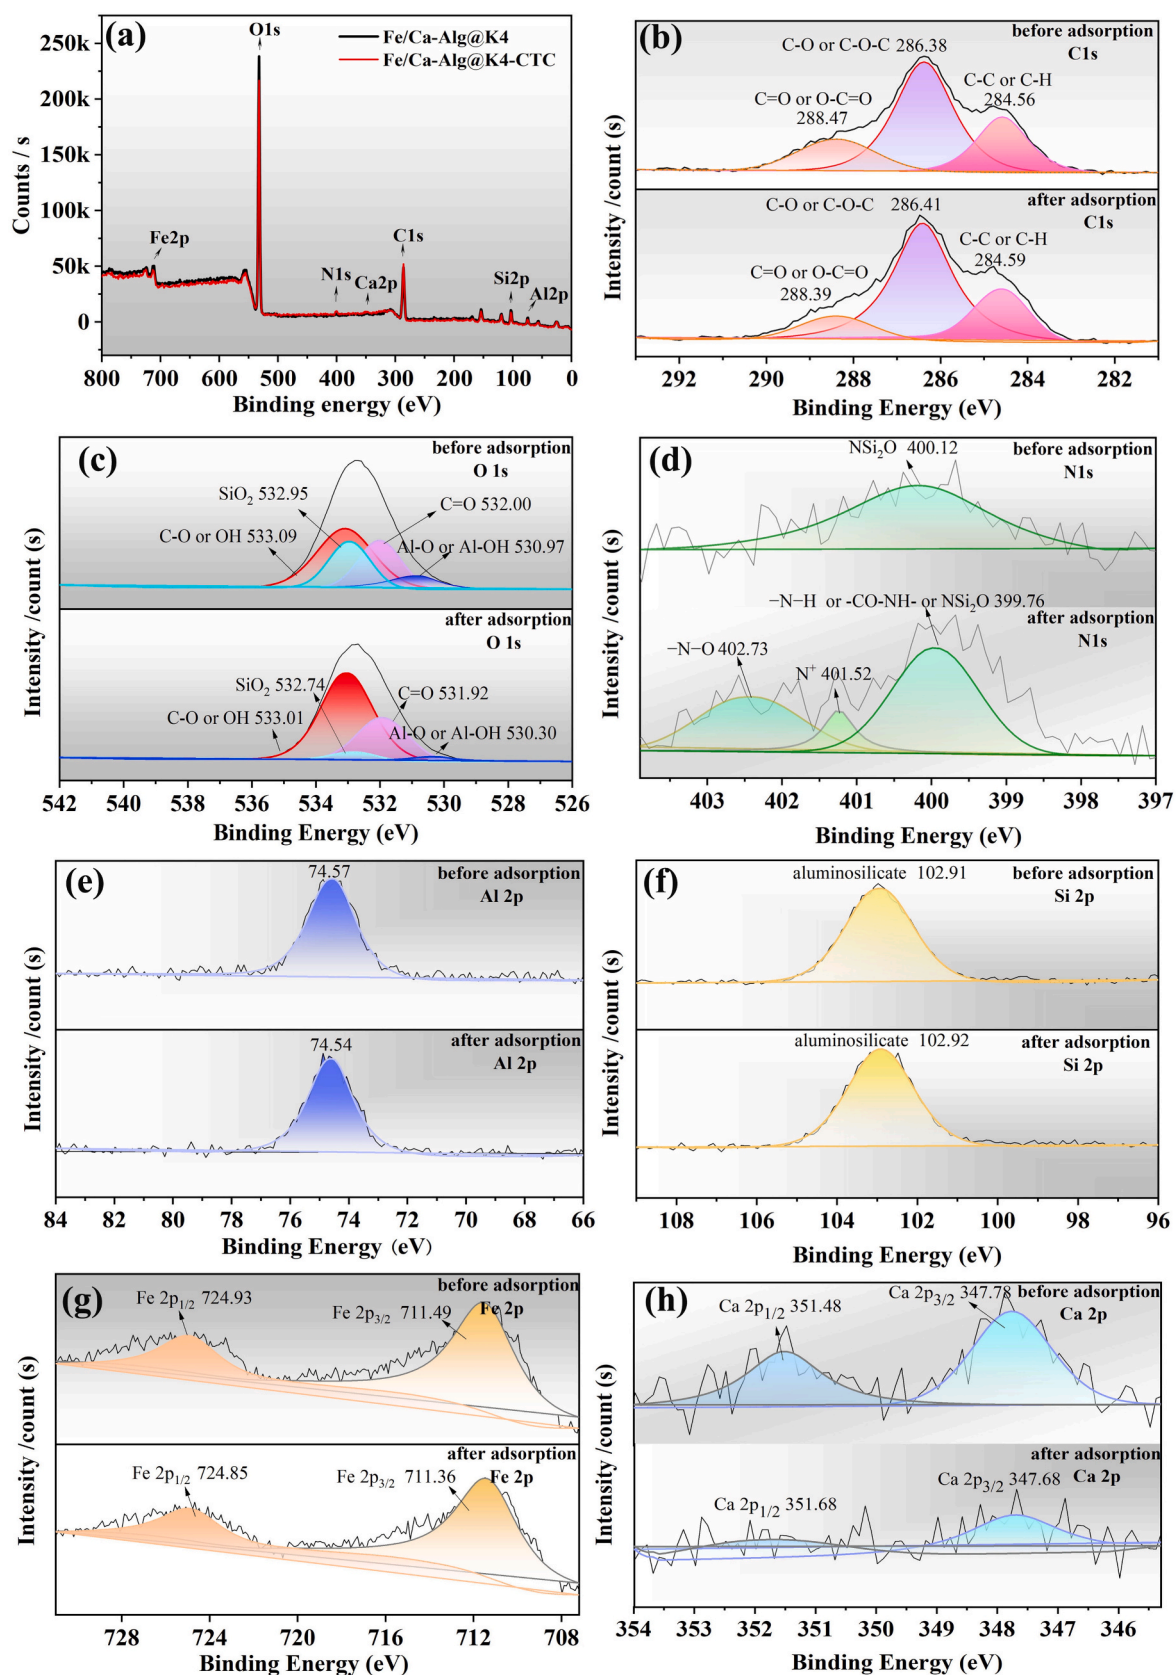 (a)
O1s
Fe/Ca-Alg@K4
Fe/Ca-Alg@K4-CTC
250k
200k
150k
100k
50k
0
Counts / s
Fe2p
N1s
Ca2p
C1s
Si2p
Al2p
800 700 600 500 400 300 200 100 0
Binding energy (eV)
(b)
before adsorption
C1s
C-O or C-O-C 286.38
C=O or O-C=O
288.47
C-C or C-H
284.56
after adsorption
C1s
C-O or C-O-C 286.41
C-C or C-H
284.59
C=O or O-C=O
288.39
Intensity /count (s)
292 290 288 286 284 282
Binding Energy (eV)
(c)
before adsorption
O 1s
SiO₂ 532.95
C=O 532.00
C-O or OH 533.09
Al-O or Al-OH 530.97
after adsorption
O 1s
SiO₂ 532.74
C=O 531.92
C-O or OH 533.01
Al-O or Al-OH 530.30
Intensity /count (s)
542 540 538 536 534 532 530 528 526
Binding Energy (eV)
(d)
NSi₂O 400.12
before adsorption
N1s
−N−H or -CO-NH- or NSi₂O 399.76
after adsorption
N1s
−N−O 402.73
N⁺ 401.52
Intensity /count (s)
403 402 401 400 399 398 397
Binding Energy (eV)
(e)
74.57
before adsorption
Al 2p
74.54
after adsorption
Al 2p
Intensity /count (s)
84 82 80 78 76 74 72 70 68 66
Binding Energy (eV)
(f)
aluminosilicate 102.91
before adsorption
Si 2p
aluminosilicate 102.92
after adsorption
Si 2p
Intensity /count (s)
108 106 104 102 100 98 96
Binding Energy (eV)
(g)
before adsorption
Fe 2p
Fe 2p₁/₂ 724.93
Fe 2p₃/₂ 711.49
after adsorption
Fe 2p
Fe 2p₁/₂ 724.85
Fe 2p₃/₂ 711.36
Intensity /count (s)
728 724 720 716 712 708
Binding Energy (eV)
(h)
before adsorption
Ca 2p
Ca 2p₁/₂ 351.48
Ca 2p₃/₂ 347.78
after adsorption
Ca 2p
Ca 2p₁/₂ 351.68
Ca 2p₃/₂ 347.68
Intensity /count (s)
354 353 352 351 350 349 348 347 346
Binding Energy (eV)